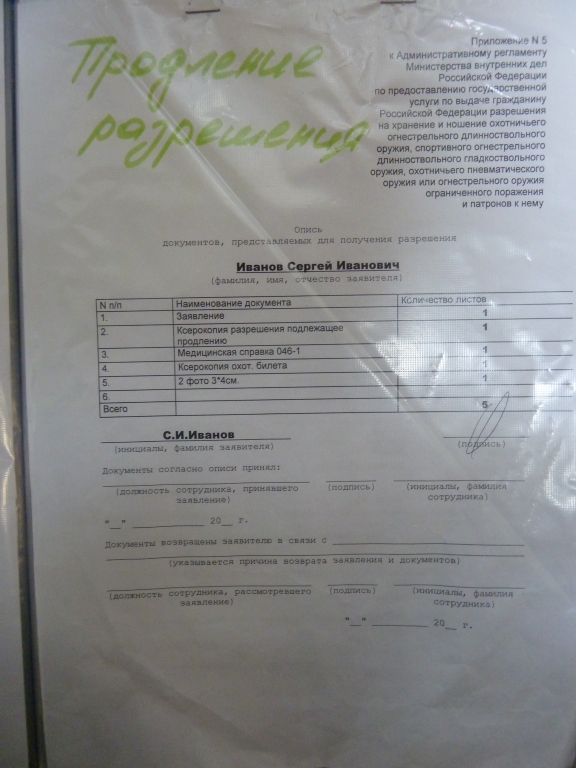 Продление
разрешения
Приложение N 5
к Административному регламенту
Министерства внутренних дел
Российской Федерации
по предоставлению государственной
услуги по выдаче гражданину
Российской Федерации разрешения
на хранение и ношение охотничьего
огнестрельного длинноствольного
оружия, спортивного огнестрельного
длинноствольного гладкоствольного
оружия, охотничьего пневматического
оружия или огнестрельного оружия
ограниченного поражения
и патронов к нему
Опись
документов, представляемых для получения разрешения
Иванов Сергей Иванович
(фамилия, имя, отчество заявителя)
N п/п Наименование документа Количество листов
1. Заявление 1
2. Ксерокопия разрешения подлежащее 1
продлению
3. Медицинская справка 046-1 1
4. Ксерокопия охот. билета 1
5. 2 фото 3*4см. 1
6.
Всего 5
С.И.Иванов
(инициалы, фамилия заявителя) (подпись)
Документы согласно описи принял:
(должность сотрудника, принявшего (подпись) (инициалы, фамилия
заявление) сотрудника)
"__" ____________ 20__ г.
Документы возвращены заявителю в связи с ____________
(указывается причина возврата заявления и документов)
(должность сотрудника, рассмотревшего (подпись) (инициалы, фамилия
заявление) сотрудника)
"__" __________ 20__ г.